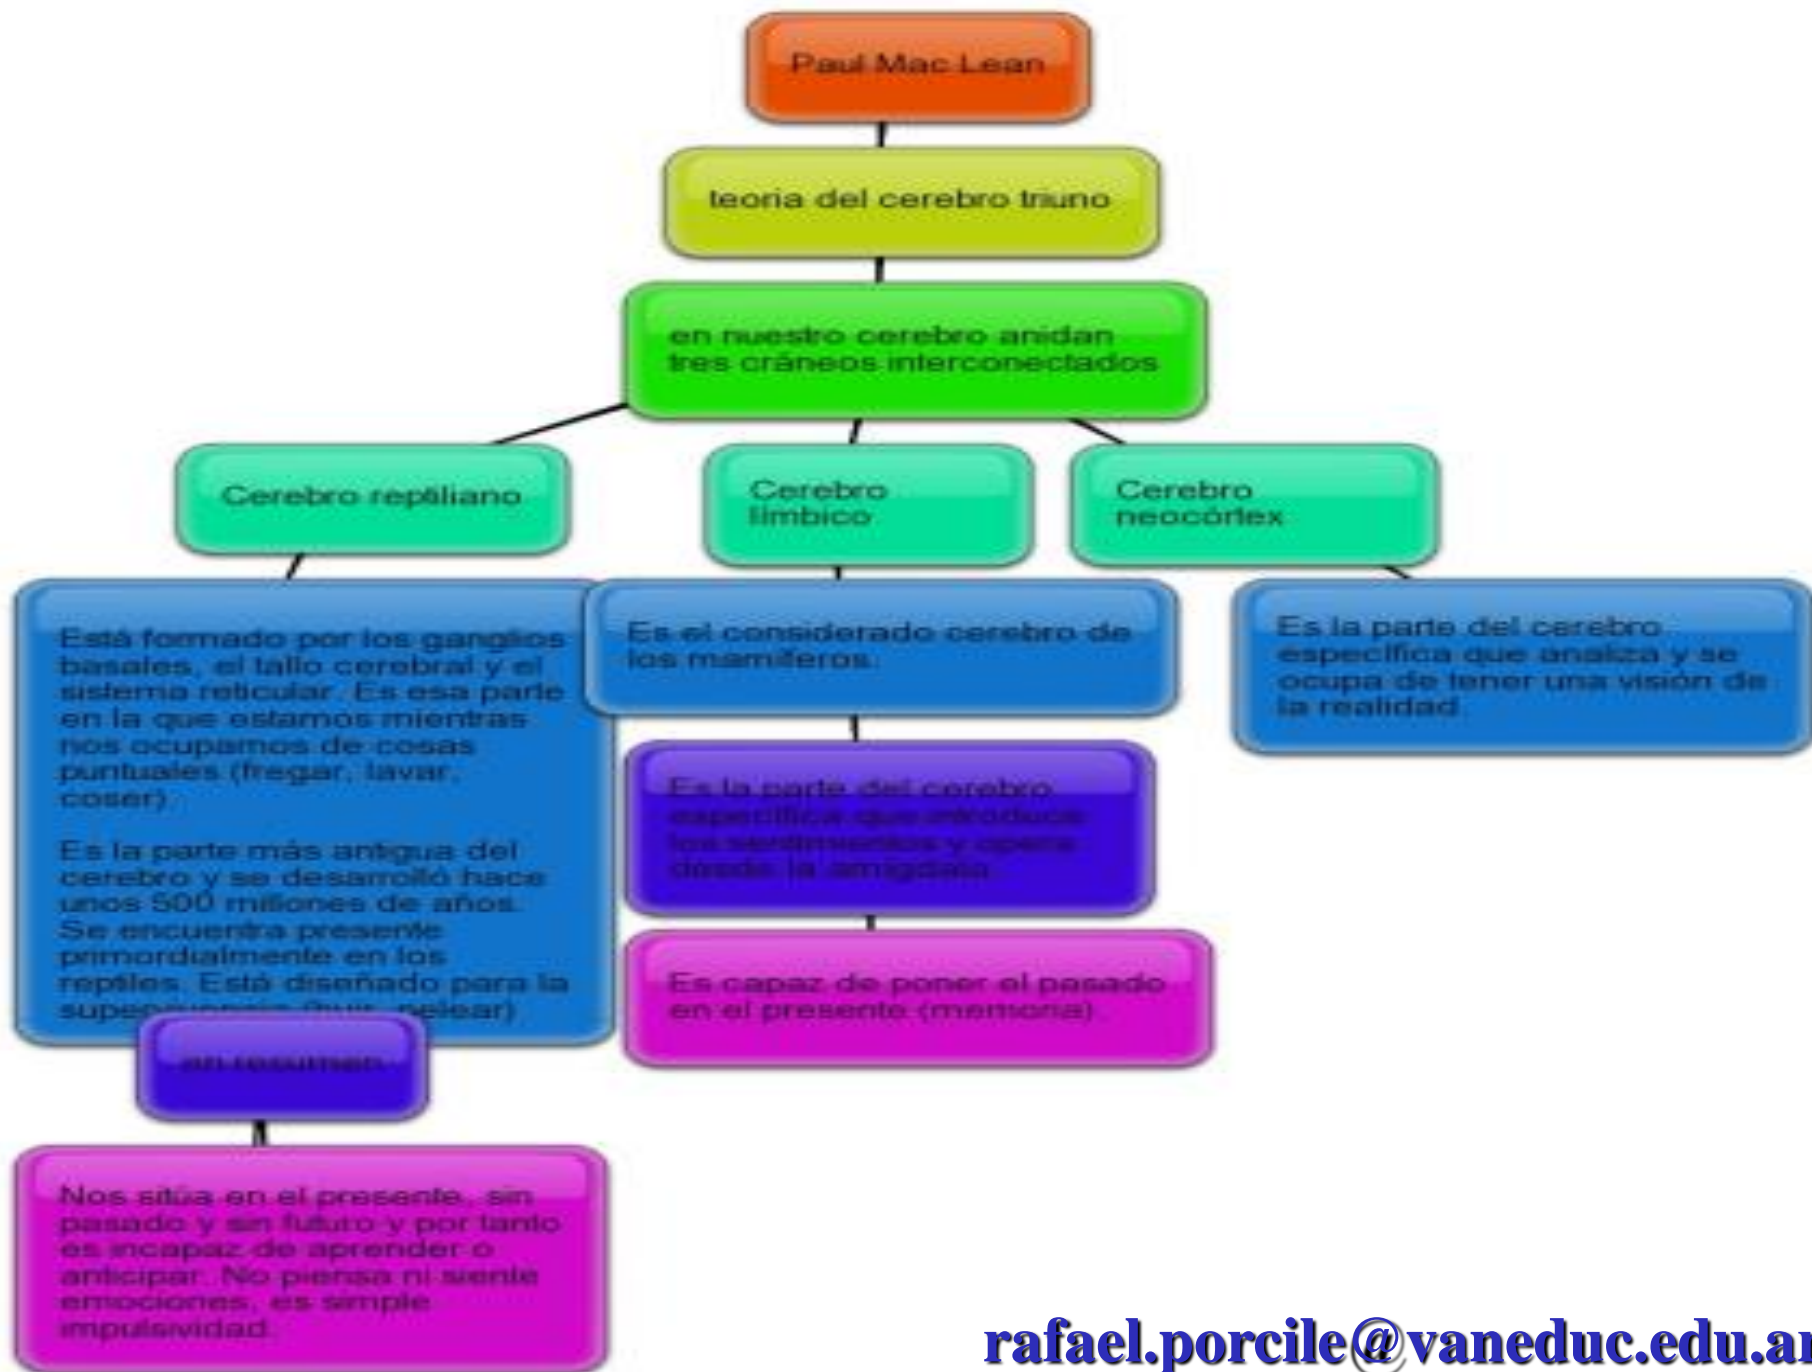 Paul Mac Lean
teoria del cerebro triuno
en nuestro cerebro anidan
tres cráneos interconectados
Cerebro reptiliano
Cerebro
límbico
Cerebro
neocórtex
Está formado por los ganglios
basales, el tallo cerebral y el
sistema reticular. Es esa parte
en la que estamos mientras
nos ocupamos de cosas
puntuales (fregar, lavar,
coser).
Es la parte más antigua del
cerebro y se desarrolló hace
unos 500 millones de años.
Se encuentra presente
primordialmente en los
reptiles. Está diseñado para la
(huir, pelear)
en resumen
Nos sitúa en el presente, sin
pasado y sin futuro y por tanto
es incapaz de aprender o
anticipar. No piensa ni siente
emociones, es simple
impulsividad.
Es el considerado cerebro de
los mamíferos.
Es la parte del cerebro
específica que introduce
los sentimientos y opera
desde la amígdala.
Es capaz de poner el pasado
en el presente (memoria).
Es la parte del cerebro
específica que analiza y se
ocupa de tener una visión de
la realidad.
rafael.porcile@vaneduc.edu.ar